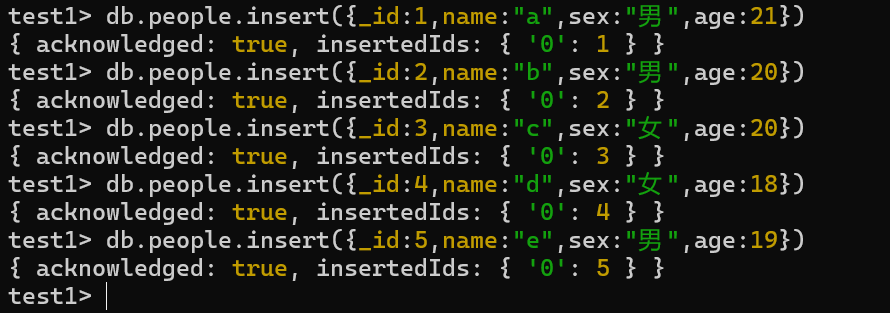 test1> db.people.insert({_id:1,name:"a",sex:"男",age:21})
{ acknowledged: true, insertedIds: { '0': 1 } }
test1> db.people.insert({_id:2,name:"b",sex:"男",age:20})
{ acknowledged: true, insertedIds: { '0': 2 } }
test1> db.people.insert({_id:3,name:"c",sex:"女",age:20})
{ acknowledged: true, insertedIds: { '0': 3 } }
test1> db.people.insert({_id:4,name:"d",sex:"女",age:18})
{ acknowledged: true, insertedIds: { '0': 4 } }
test1> db.people.insert({_id:5,name:"e",sex:"男",age:19})
{ acknowledged: true, insertedIds: { '0': 5 } }
test1>